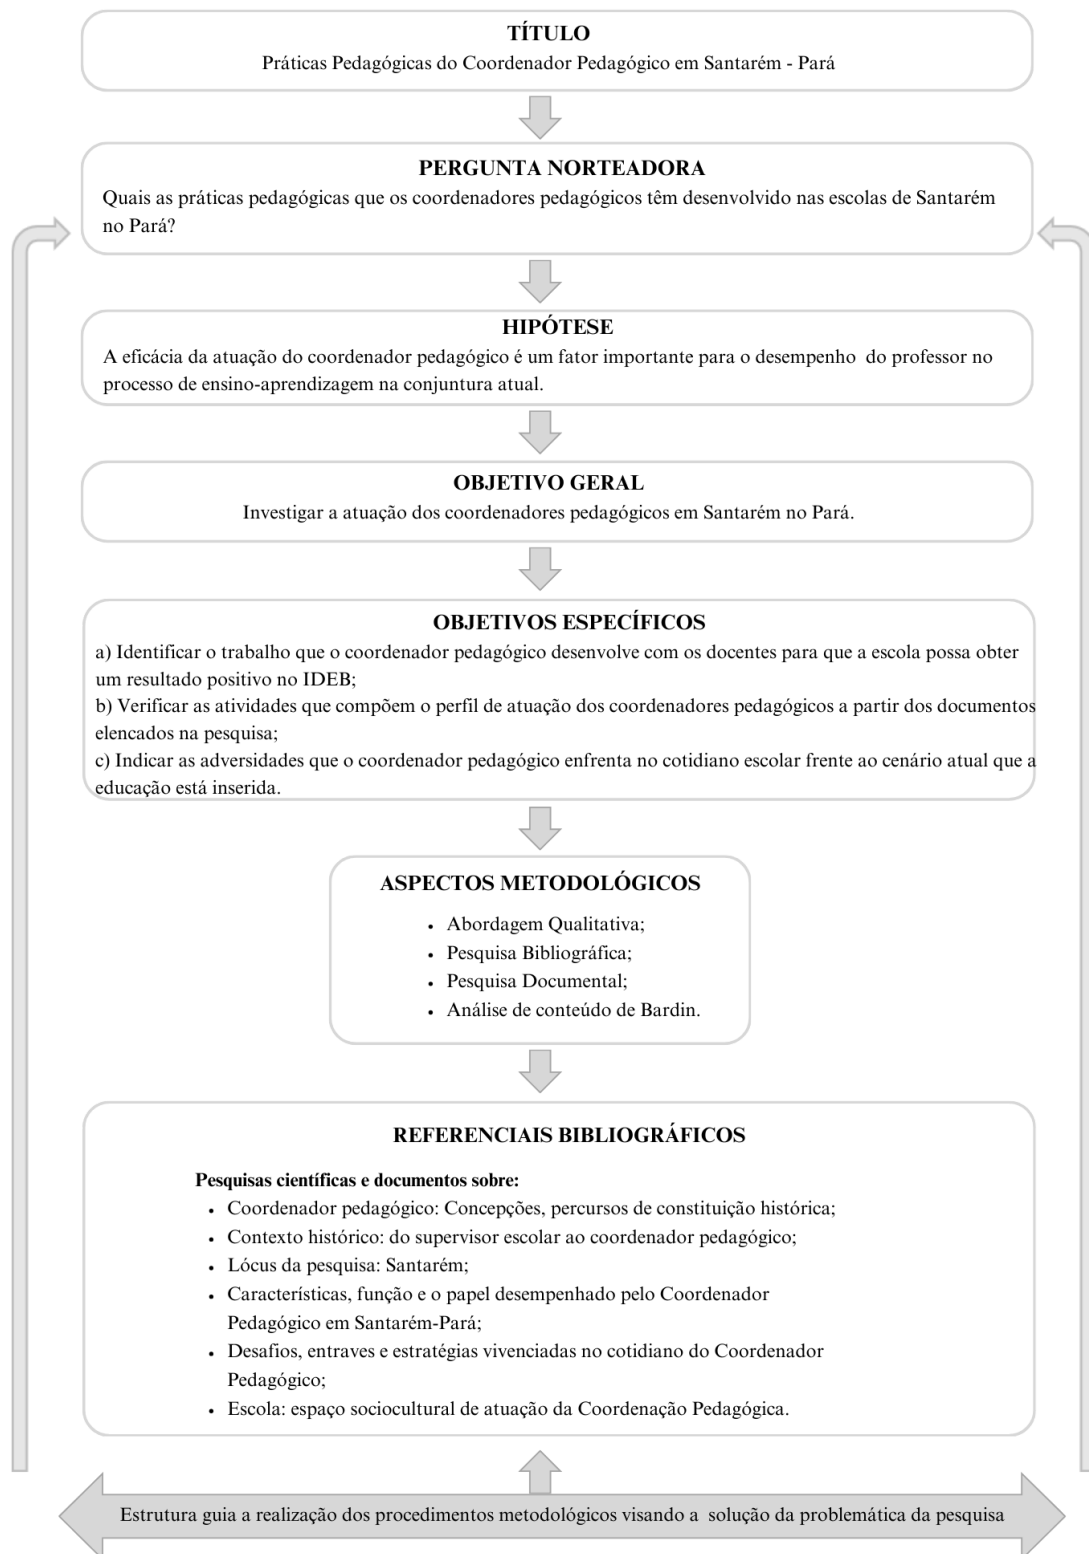 TÍTULO
Práticas Pedagógicas do Coordenador Pedagógico em Santarém - Pará
PERGUNTA NORTEADORA
Quais as práticas pedagógicas que os coordenadores pedagógicos têm desenvolvido nas escolas de Santarém
no Pará?
HIPÓTESE
A eficácia da atuação do coordenador pedagógico é um fator importante para o desempenho do professor no
processo de ensino-aprendizagem na conjuntura atual.
OBJETIVO GERAL
Investigar a atuação dos coordenadores pedagógicos em Santarém no Pará.
OBJETIVOS ESPECÍFICOS
a) Identificar o trabalho que o coordenador pedagógico desenvolve com os docentes para que a escola possa obter
um resultado positivo no IDEB;
b) Verificar as atividades que compõem o perfil de atuação dos coordenadores pedagógicos a partir dos documentos
elencados na pesquisa;
c) Indicar as adversidades que o coordenador pedagógico enfrenta no cotidiano escolar frente ao cenário atual que a
educação está inserida.
ASPECTOS METODOLÓGICOS
• Abordagem Qualitativa;
• Pesquisa Bibliográfica;
• Pesquisa Documental;
• Análise de conteúdo de Bardin.
REFERENCIAIS BIBLIOGRÁFICOS
Pesquisas científicas e documentos sobre:
• Coordenador pedagógico: Concepções, percursos de constituição histórica;
• Contexto histórico: do supervisor escolar ao coordenador pedagógico;
• Lócus da pesquisa: Santarém;
• Características, função e o papel desempenhado pelo Coordenador
Pedagógico em Santarém-Pará;
• Desafios, entraves e estratégias vivenciadas no cotidiano do Coordenador
Pedagógico;
• Escola: espaço sociocultural de atuação da Coordenação Pedagógica.
Estrutura guia a realização dos procedimentos metodológicos visando a solução da problemática da pesquisa